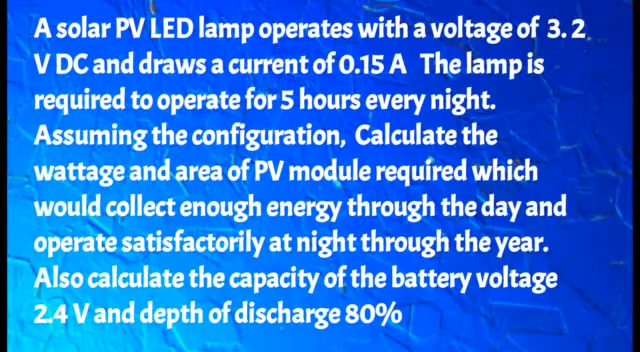 A solar PV LED lamp operates with a voltage of 3. 2
V DC and draws a current of 0.15 A The lamp is
required to operate for 5 hours every night.
Assuming the configuration, Calculate the
wattage and area of PV module required which
would collect enough energy through the day and
operate satisfactorily at night through the year.
Also calculate the capacity of the battery voltage
2.4 V and depth of discharge 80%